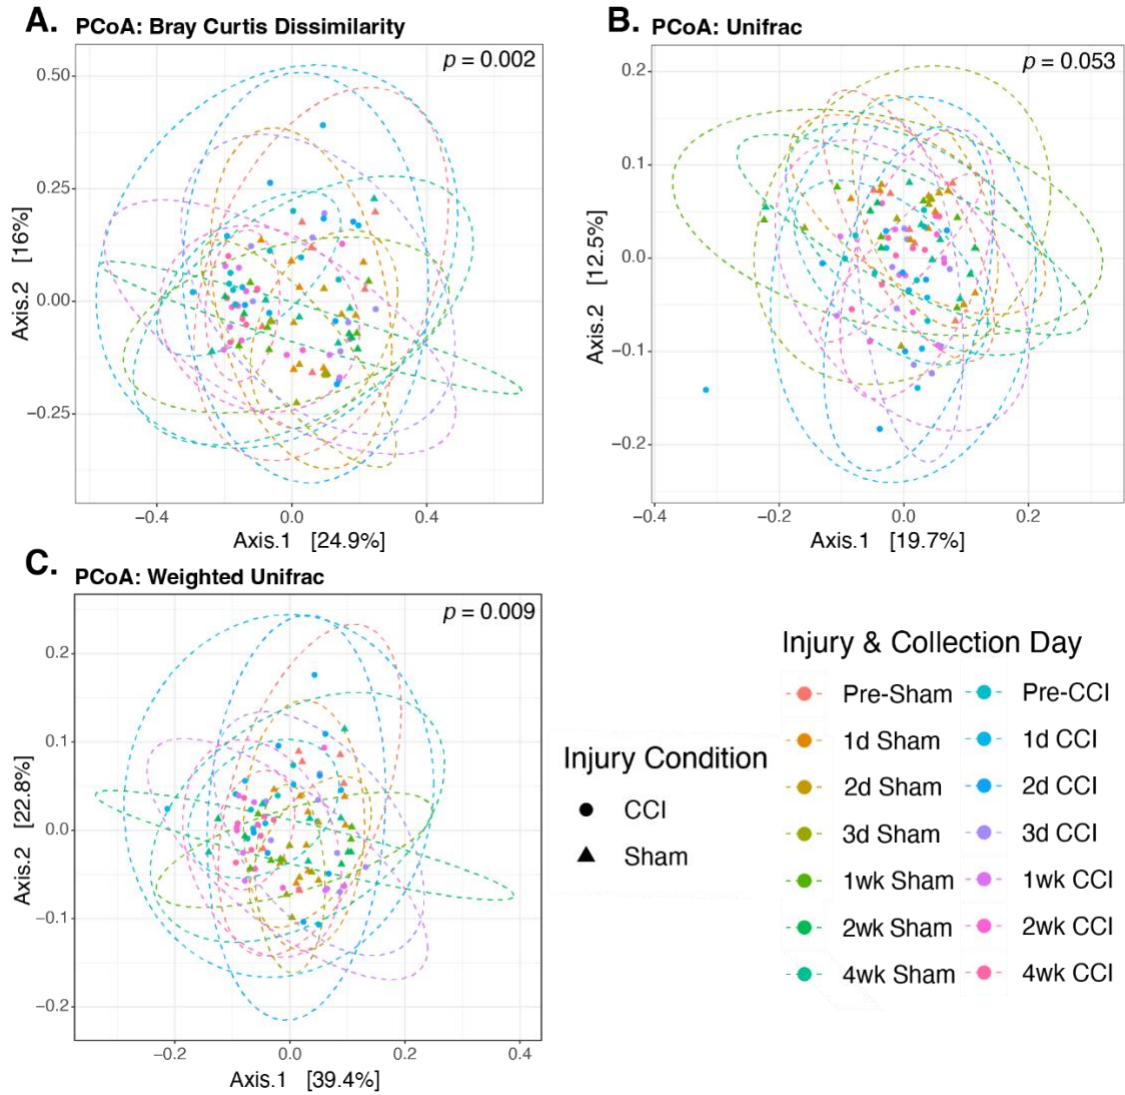 A. PCoA: Bray Curtis Dissimilarity
p = 0.002
0.50
0.25
0.00
−0.25
Axis.2 [16%]
−0.4 0.0 0.4
Axis.1 [24.9%]
B. PCoA: Unifrac
p = 0.053
0.2
0.1
0.0
−0.1
−0.2
Axis.2 [12.5%]
−0.4 −0.2 0.0 0.2
Axis.1 [19.7%]
C. PCoA: Weighted Unifrac
p = 0.009
0.2
0.1
0.0
−0.1
−0.2
Axis.2 [22.8%]
−0.2 0.0 0.2 0.4
Axis.1 [39.4%]
Injury Condition
CCI
Sham
Injury & Collection Day
Pre-Sham Pre-CCI
1d Sham 1d CCI
2d Sham 2d CCI
3d Sham 3d CCI
1wk Sham 1wk CCI
2wk Sham 2wk CCI
4wk Sham 4wk CCI